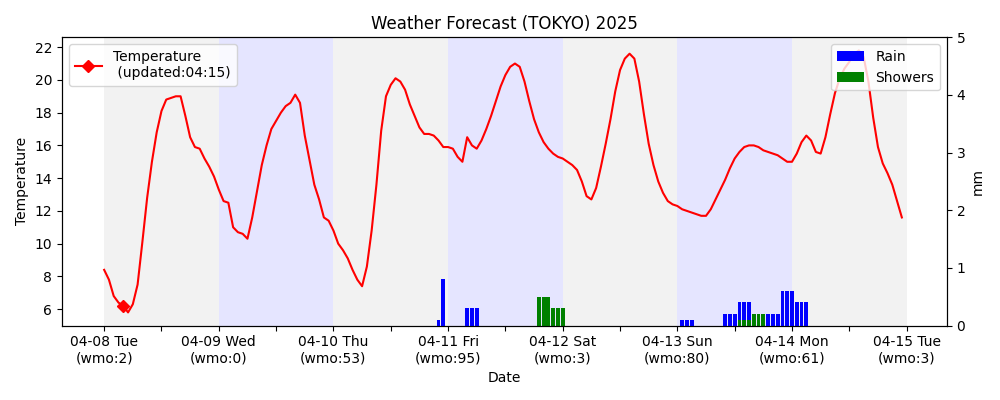 Weather Forecast (TOKYO) 2025
Temperature
(updated:04:15)
Rain
Showers
22
20
18
16
14
12
10
8
6
Temperature
5
4
3
2
1
0
mm
04-08 Tue
(wmo:2)
04-09 Wed
(wmo:0)
04-10 Thu
(wmo:53)
04-11 Fri
(wmo:95)
04-12 Sat
(wmo:3)
04-13 Sun
(wmo:80)
04-14 Mon
(wmo:61)
04-15 Tue
(wmo:3)
Date